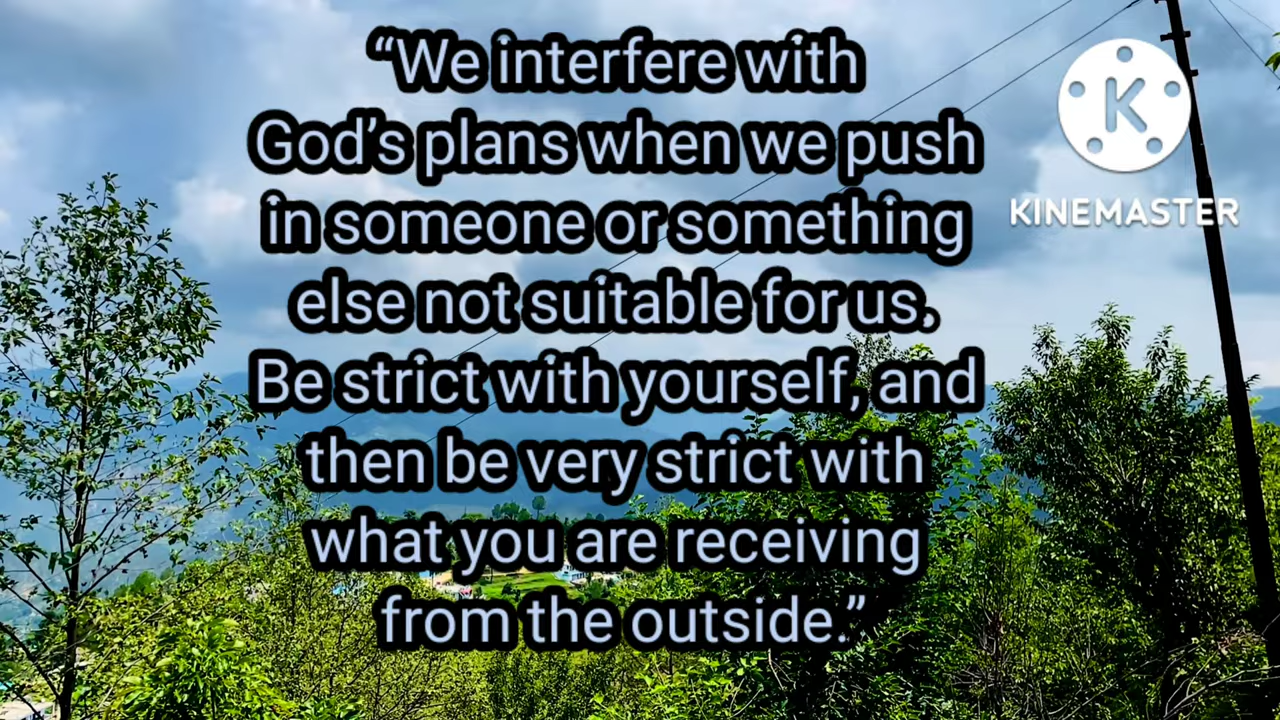 “We interfere with
God’s plans when we push
in someone or something
else not suitable for us.
Be strict with yourself, and
then be very strict with
what you are receiving
from the outside.”
K
KINEMASTER